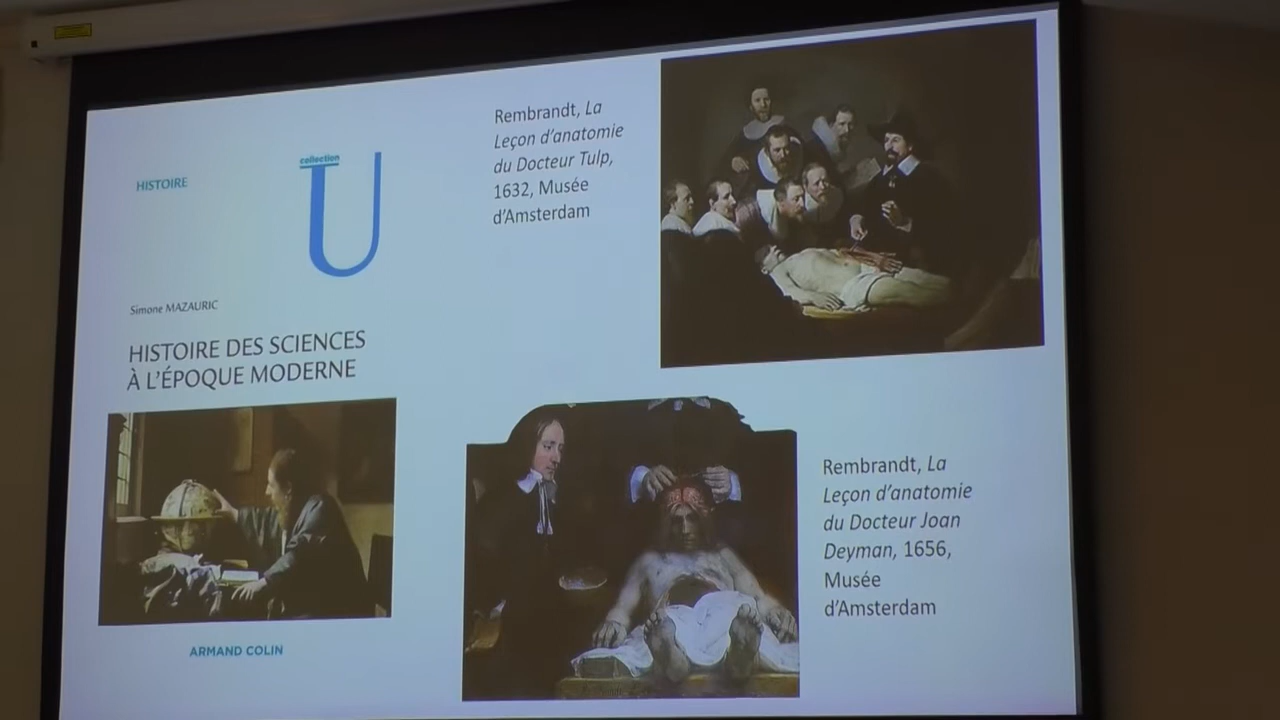 HISTOIRE
collection
U
Simone MAZAURIC
HISTOIRE DES SCIENCES
À L'ÉPOQUE MODERNE
ARMAND COLIN
Rembrandt, La
Leçon d'anatomie
du Docteur Tulp,
1632, Musée
d'Amsterdam
Rembrandt, La
Leçon d'anatomie
du Docteur Joan
Deyman, 1656,
Musée
d'Amsterdam